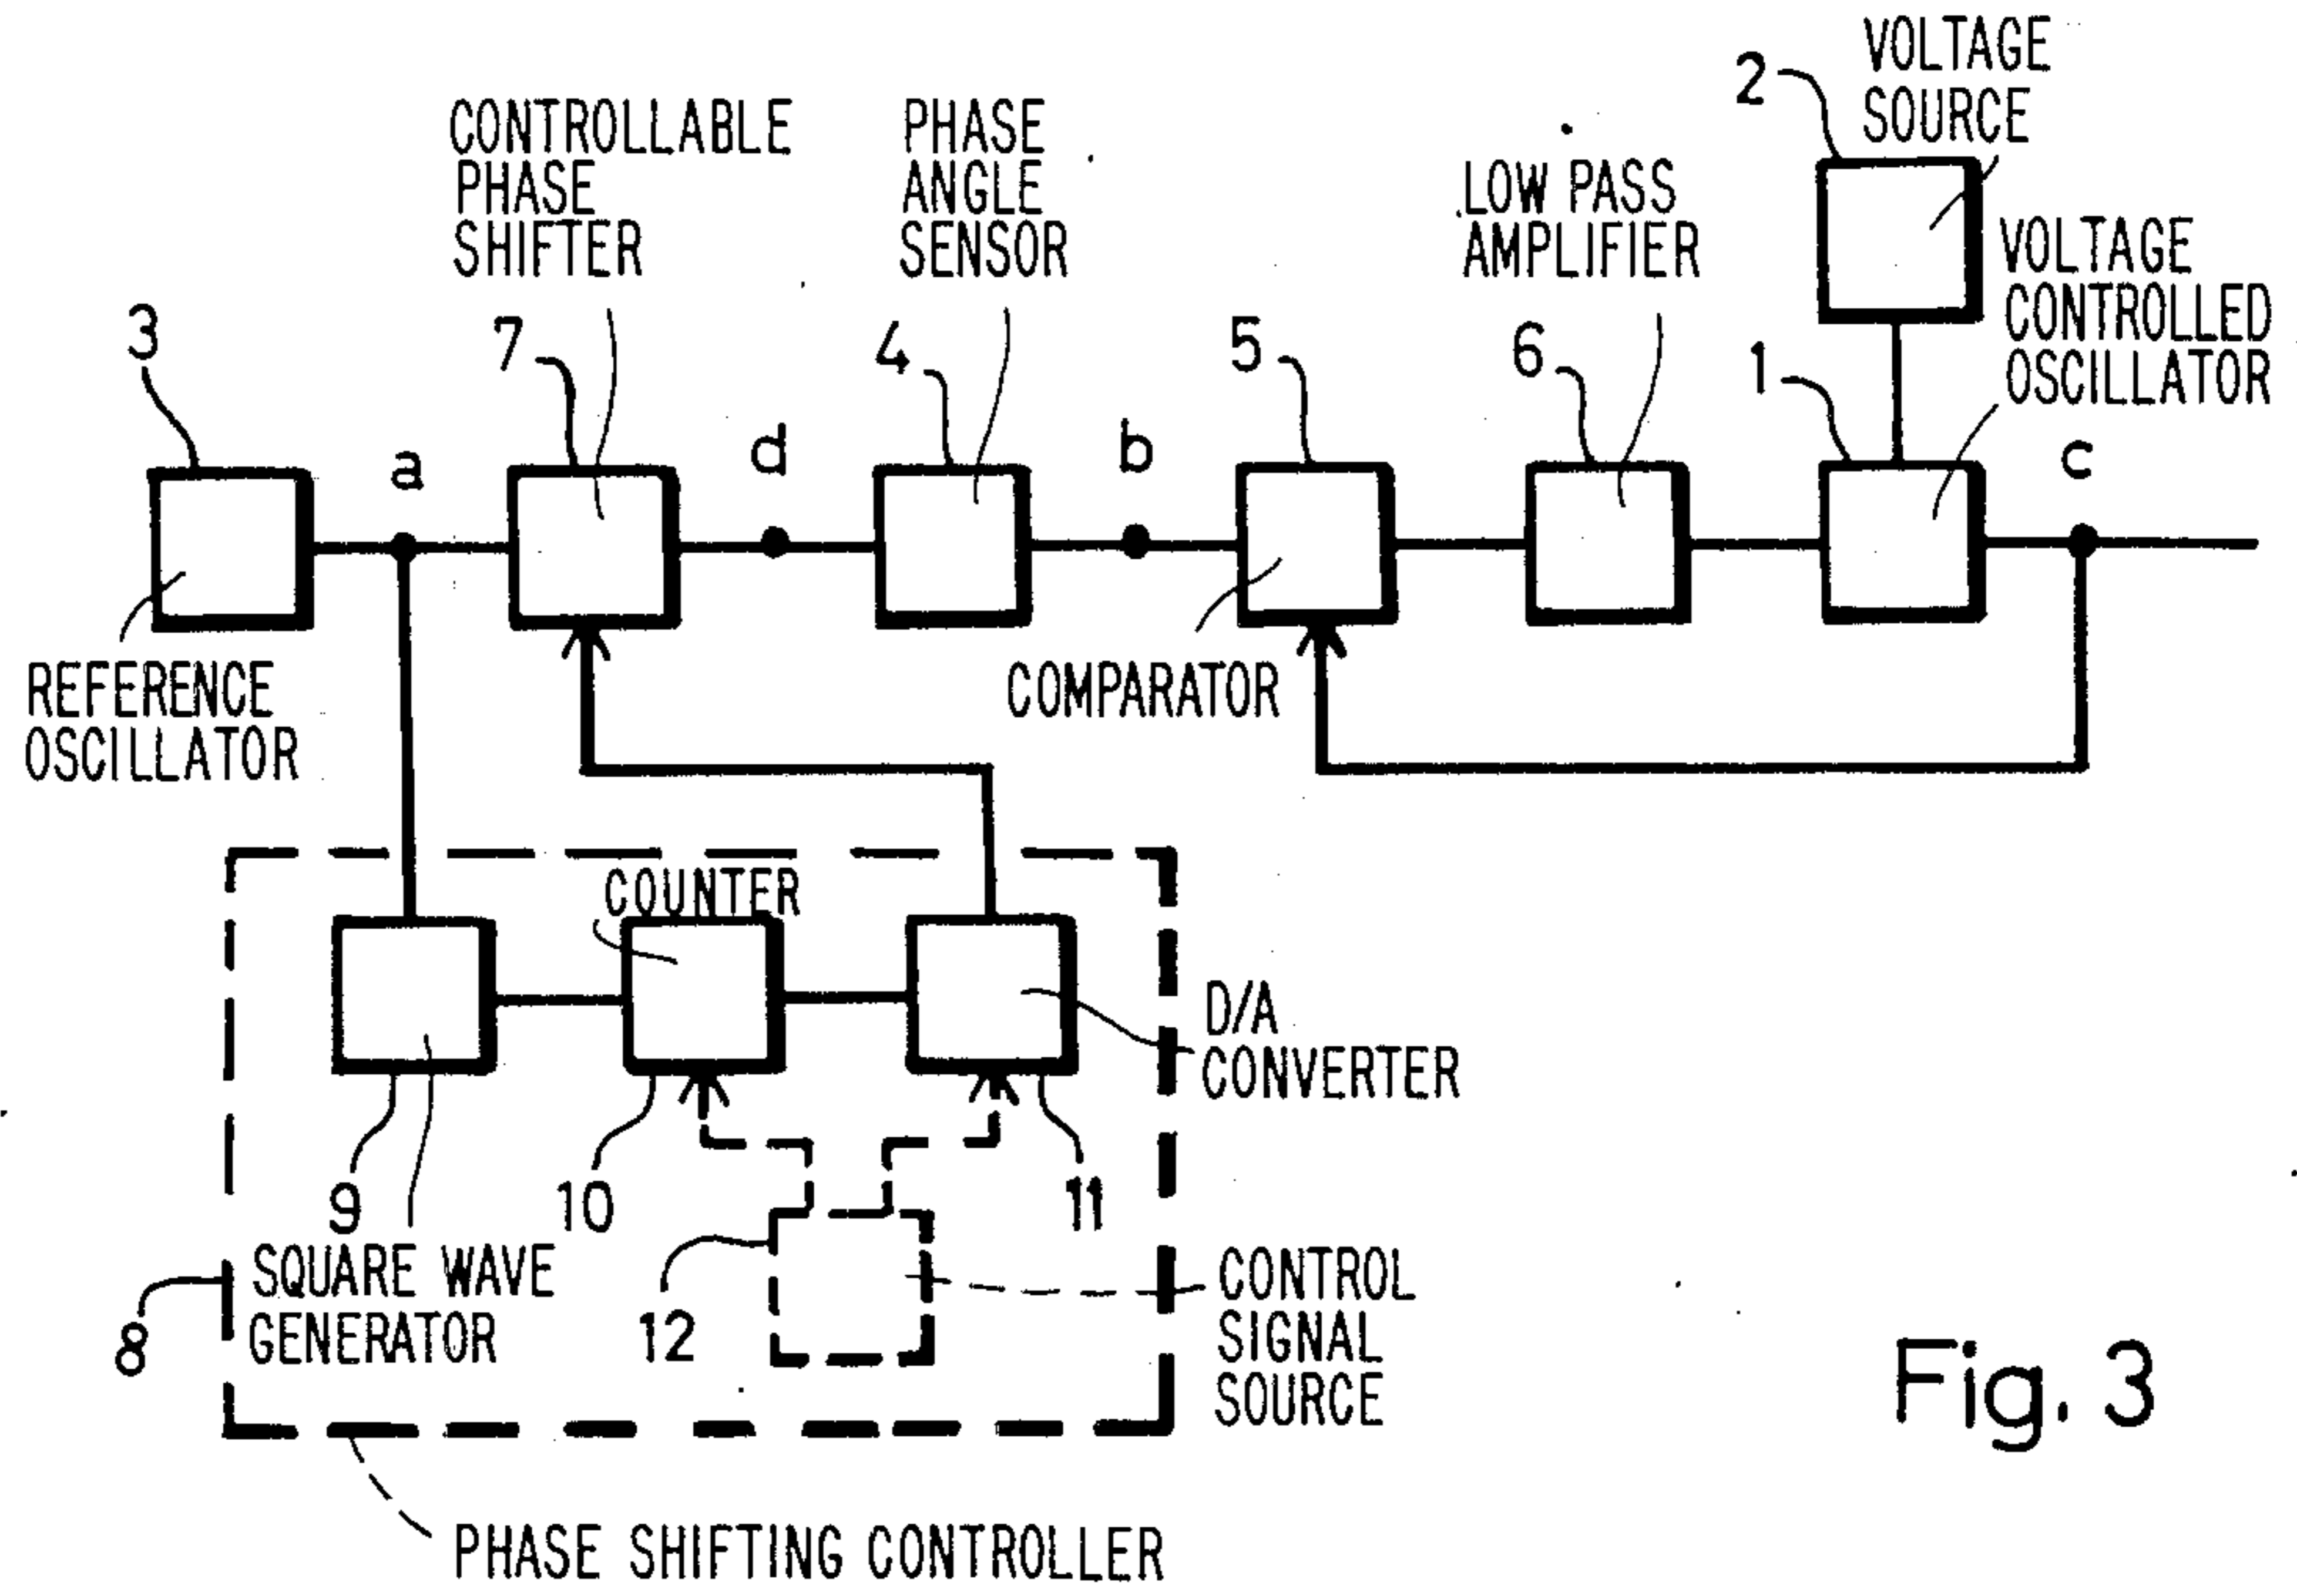 VOLTAGE
SOURCE
2
CONTROLLABLE
PHASE
SHIFTER
PHASE
ANGLE
SENSOR
LOW PASS
AMPLIFIER
VOLTAGE
CONTROLLED
OSCILLATOR
3
7
4
5
6
1
a
d
b
c
REFERENCE
OSCILLATOR
COMPARATOR
COUNTER
D/A
CONVERTER
9
10
11
SQUARE WAVE
GENERATOR
8
12
CONTROL
SIGNAL
SOURCE
Fig. 3
PHASE SHIFTING CONTROLLER